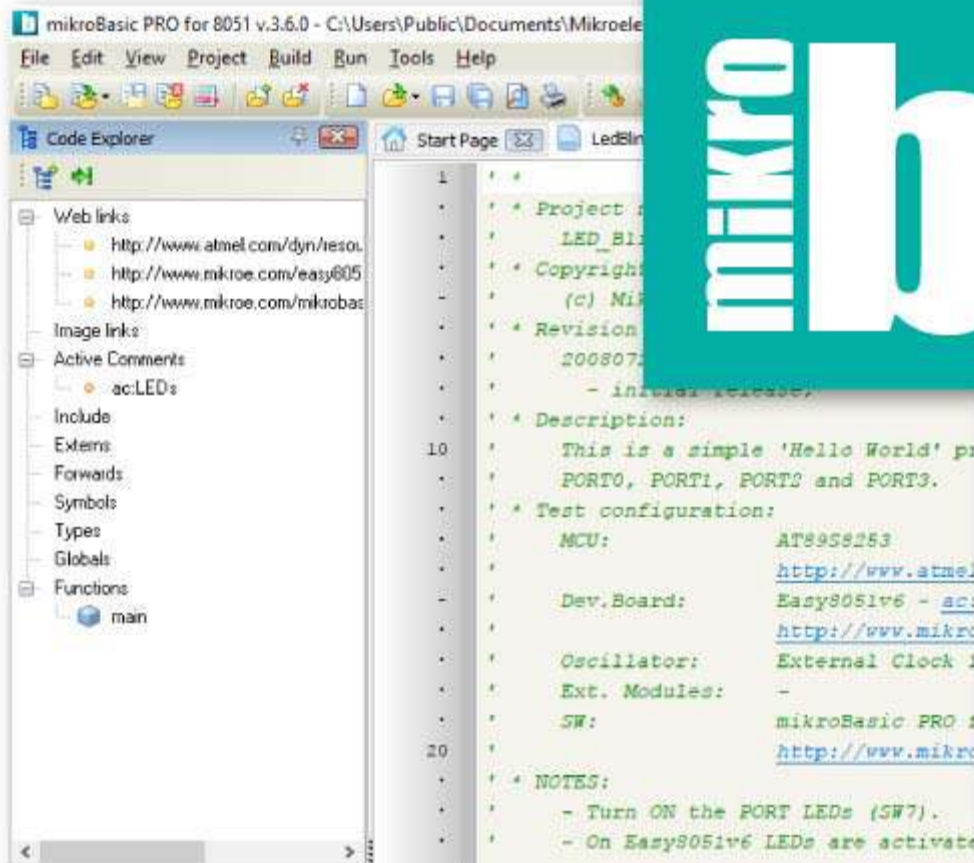 mikroBasic PRO for 8051 v.3.6.0 - C:\Users\Public\Documents\Mikroele
File Edit View Project Build Run Tools Help
mikro
b
Code Explorer
Start Page LedBlin
Web links
http://www.atmel.com/dyn/resou.
http://www.mikroe.com/easy805
http://www.mikroe.com/mikrobas
Image links
Active Comments
ac:LEDs
Include
Externs
Forwards
Symbols
Types
Globals
Functions
main
1 ' *
' * Project
' LED_Bli
' * Copyright
' (c) Mik
' * Revision
' 200807
' - initial release;
' * Description:
10 ' This is a simple 'Hello World' pr
' PORT0, PORT1, PORT2 and PORT3.
' * Test configuration:
' MCU: AT89S8253
' http://www.atmel
' Dev.Board: Easy8051v6 - ac:
' http://www.mikro
' Oscillator: External Clock
' Ext. Modules: -
' SW: mikroBasic PRO
20 ' http://www.mikro
' * NOTES:
' - Turn ON the PORT LEDs (SW7).
' - On Easy8051v6 LEDs are activate